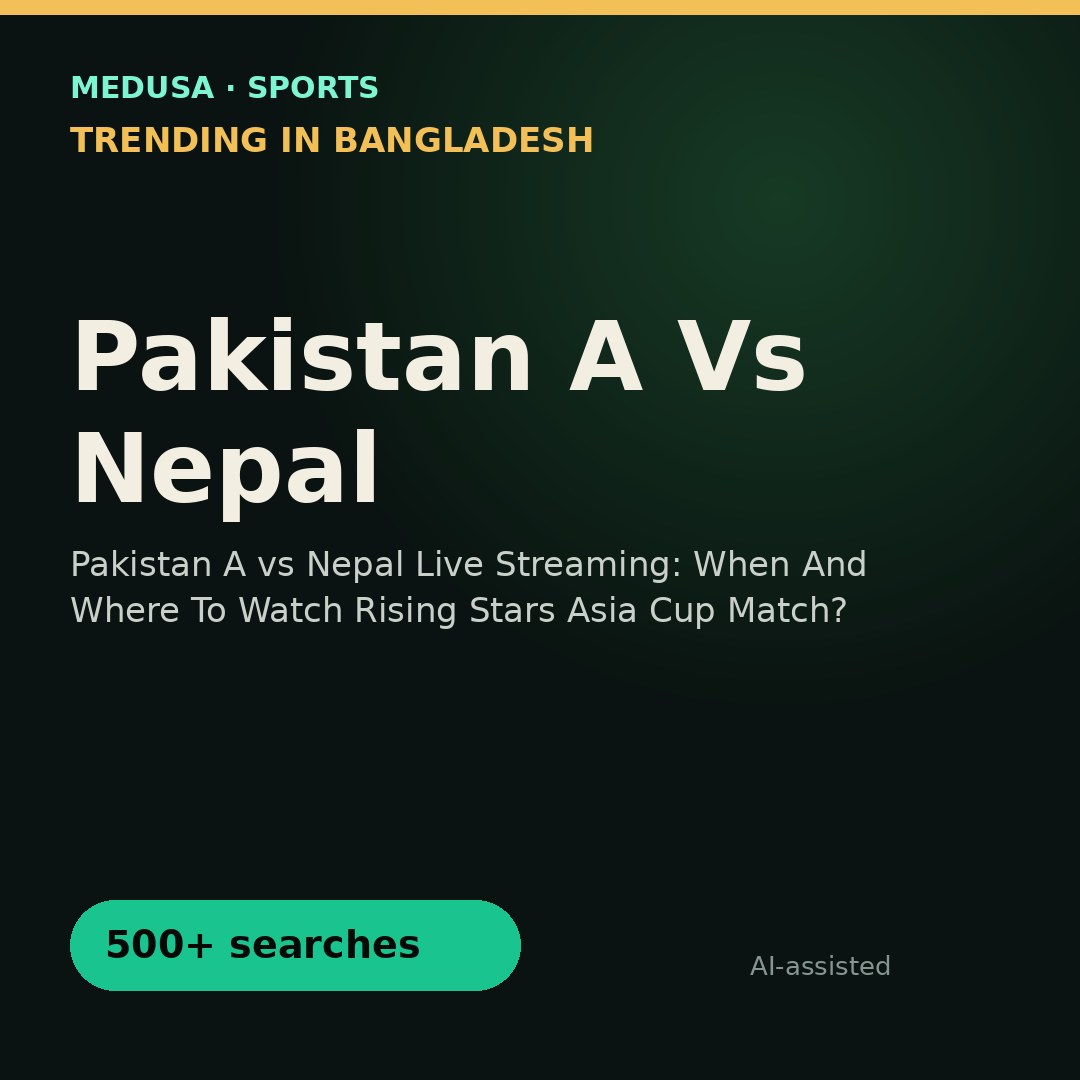 MEDUSA · SPORTS
TRENDING IN BANGLADESH
Pakistan A Vs
Nepal
Pakistan A vs Nepal Live Streaming: When And
Where To Watch Rising Stars Asia Cup Match?
500+ searches
AI-assisted